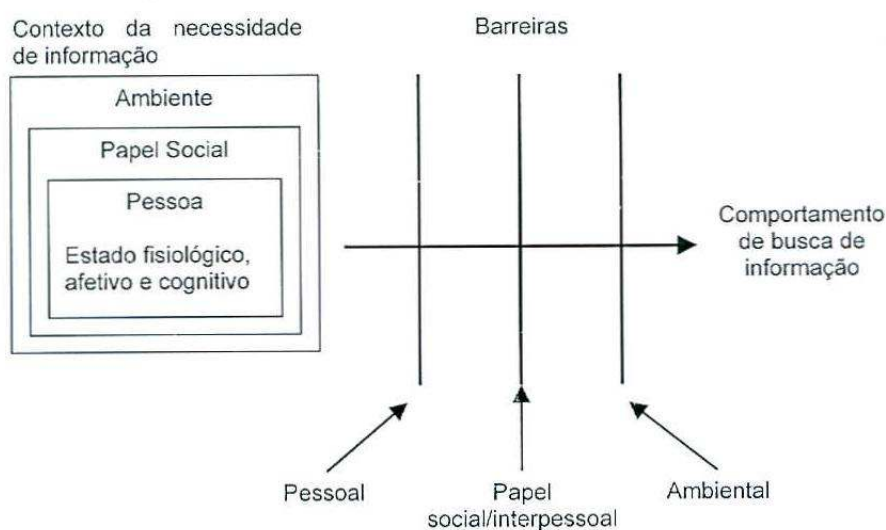 Contexto da necessidade
de informação
Barreiras
Ambiente
Papel Social
Pessoa
Estado fisiológico,
afetivo e cognitivo
Comportamento
de busca de
informação
Pessoal
Papel
social/interpessoal
Ambiental